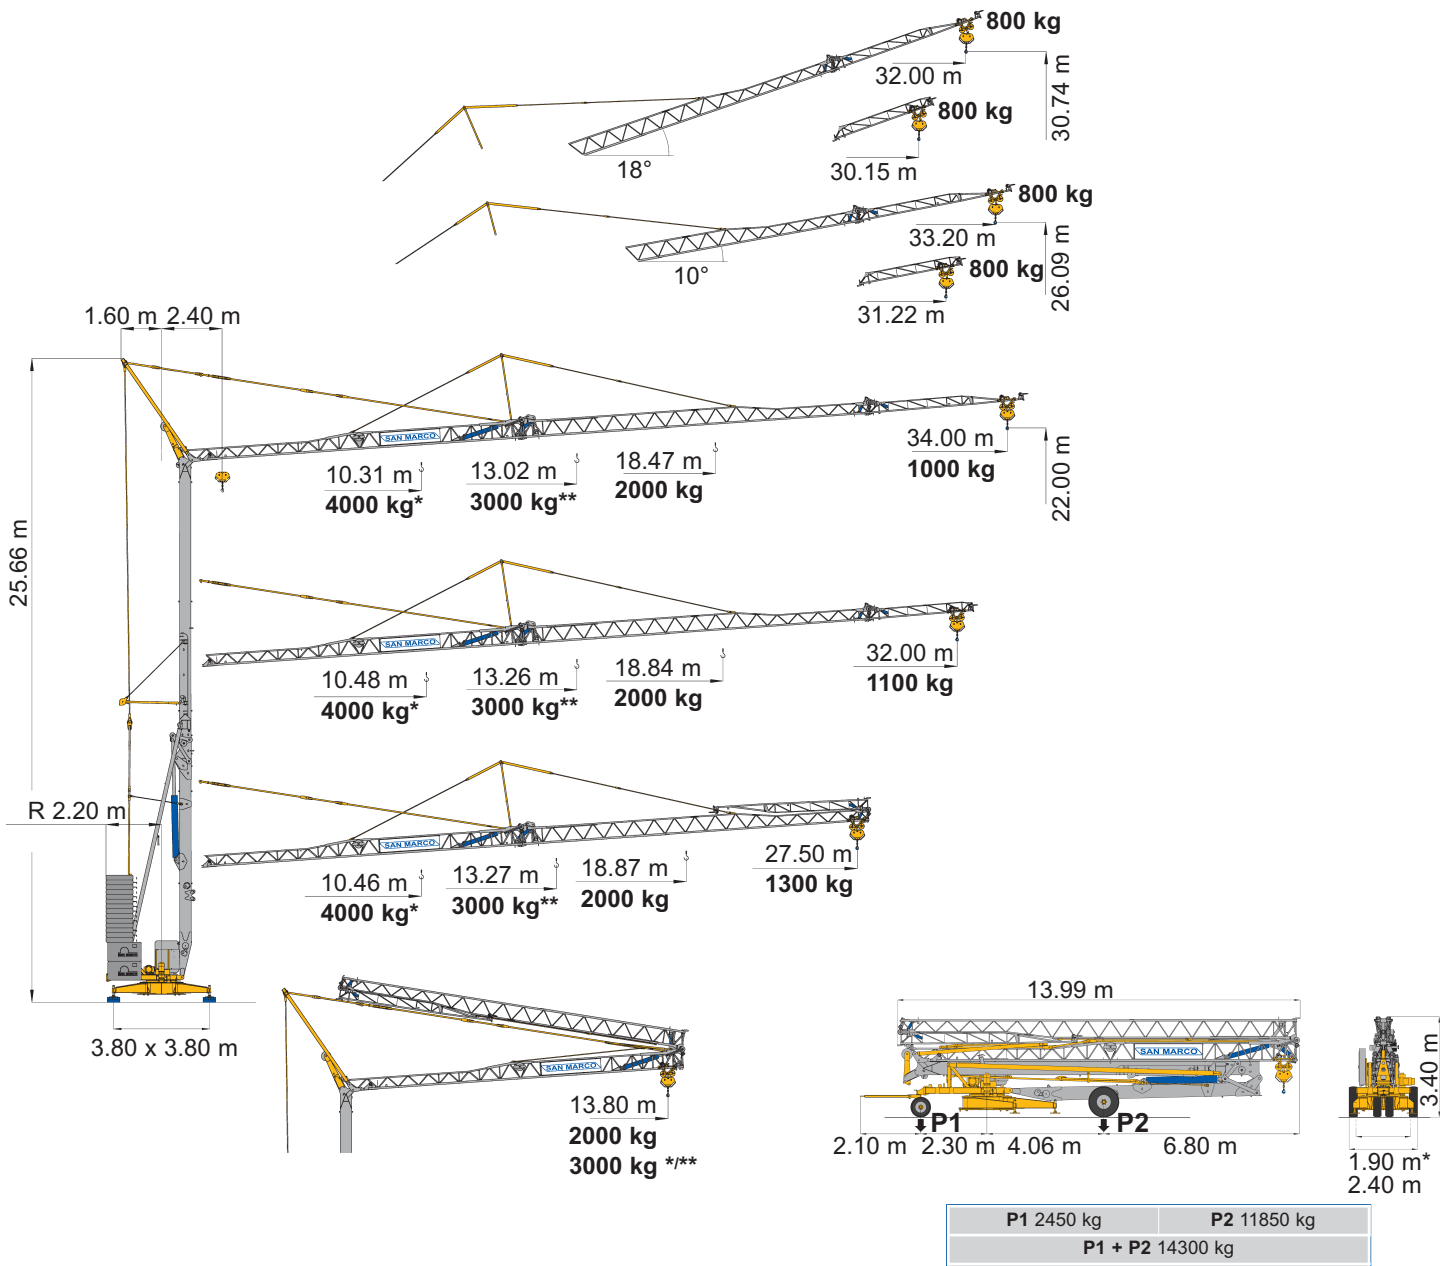 800 kg
32.00 m
30.74 m
800 kg
30.15 m
18°
800 kg
33.20 m
26.09 m
800 kg
31.22 m
10°
1.60 m 2.40 m
25.66 m
SAN MARCO
10.31 m
4000 kg*
13.02 m
3000 kg**
18.47 m
2000 kg
34.00 m
1000 kg
22.00 m
SAN MARCO
10.48 m
4000 kg*
13.26 m
3000 kg**
18.84 m
2000 kg
32.00 m
1100 kg
R 2.20 m
SAN MARCO
10.46 m
4000 kg*
13.27 m
3000 kg**
18.87 m
2000 kg
27.50 m
1300 kg
3.80 x 3.80 m
SAN MARCO
13.80 m
2000 kg
3000 kg */**
13.99 m
SAN MARCO
P1
P2
2.10 m 2.30 m 4.06 m 6.80 m
3.40 m
1.90 m*
2.40 m
P1 2450 kg P2 11850 kg
P1 + P2 14300 kg